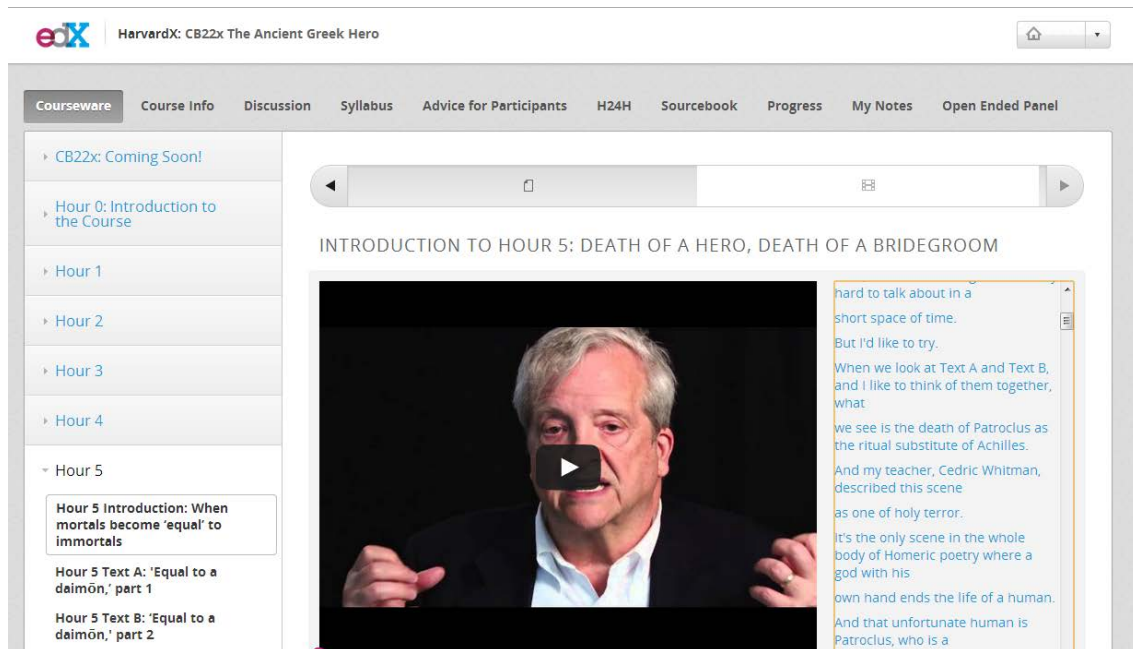 edX
HarvardX: CB22x The Ancient Greek Hero
Courseware
Course Info
Discussion
Syllabus
Advice for Participants
H24H
Sourcebook
Progress
My Notes
Open Ended Panel
CB22x: Coming Soon!
Hour 0: Introduction to
the Course
Hour 1
Hour 2
Hour 3
Hour 4
Hour 5
Hour 5 Introduction: When
mortals become ‘equal’ to
immortals
Hour 5 Text A: 'Equal to a
daimōn,’ part 1
Hour 5 Text B: ‘Equal to a
daimōn,' part 2
INTRODUCTION TO HOUR 5: DEATH OF A HERO, DEATH OF A BRIDEGROOM
hard to talk about in a
short space of time.
But I'd like to try.
When we look at Text A and Text B,
and I like to think of them together,
what
we see is the death of Patroclus as
the ritual substitute of Achilles.
And my teacher, Cedric Whitman,
described this scene
as one of holy terror.
It's the only scene in the whole
body of Homeric poetry where a
god with his
own hand ends the life of a human.
And that unfortunate human is
Patroclus, who is a